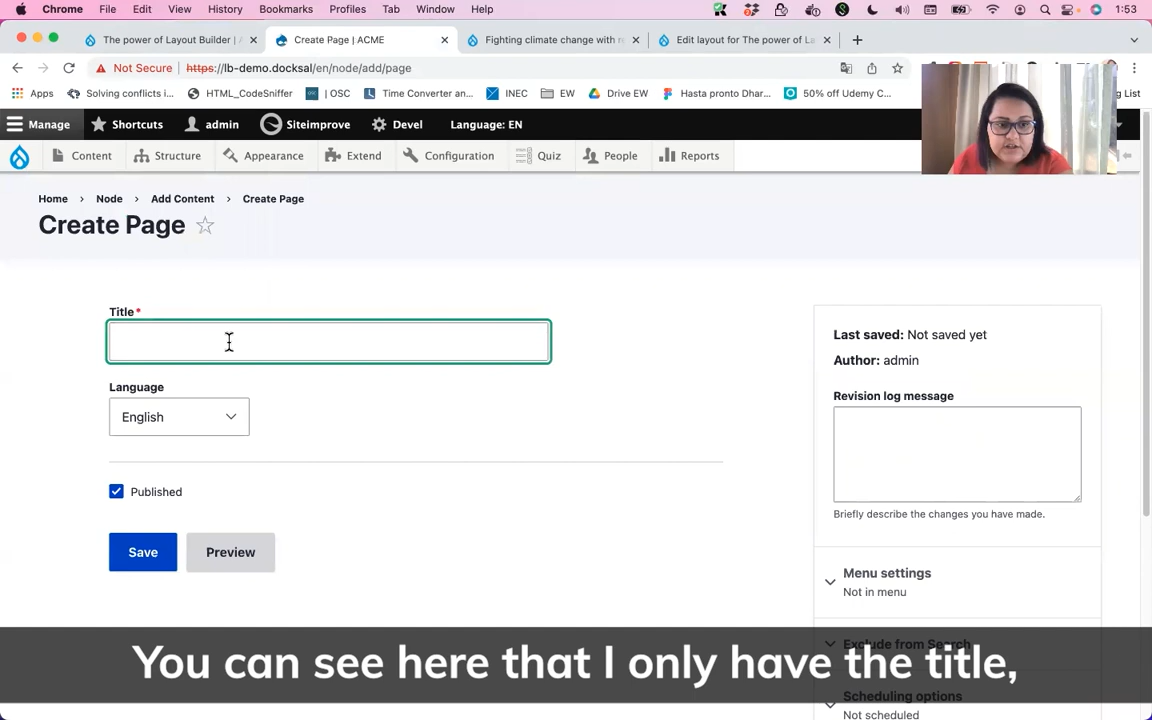 Chrome File Edit View History Bookmarks Profiles Tab Window Help 1:53
The power of Layout Builder | A
Create Page | ACME
Fighting climate change with r
Edit layout for The power of La
Not Secure https://lb-demo.docksal/en/node/add/page
Apps Solving conflicts i... HTML_CodeSniffer | OSC Time Converter an... INEC EW Drive EW Hasta pronto Dhar... 50% off Udemy C... List
Manage Shortcuts admin Siteimprove Devel Language: EN
Content Structure Appearance Extend Configuration Quiz People Reports
Home Node Add Content Create Page
Create Page
Title*
Language
English
Published
Save Preview
Last saved: Not saved yet
Author: admin
Revision log message
Briefly describe the changes you have made.
Menu settings
Not in menu
Exclude from Search
Scheduling options
Not scheduled
You can see here that I only have the title,